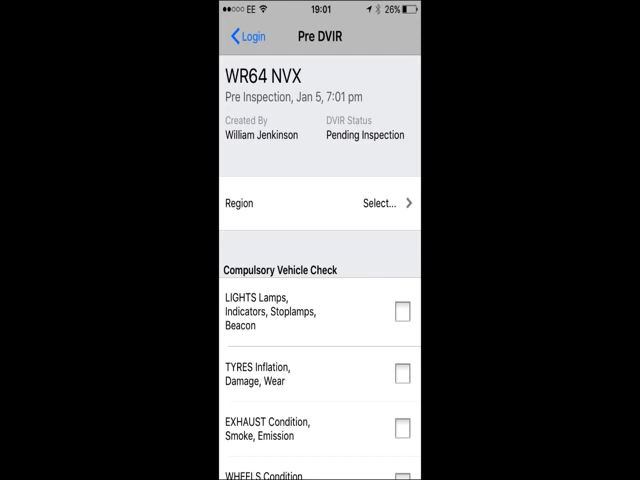 EE 19:01 26%
Login Pre DVIR
WR64 NVX
Pre Inspection, Jan 5, 7:01 pm
Created By DVIR Status
William Jenkinson Pending Inspection
Region Select...
Compulsory Vehicle Check
LIGHTS Lamps,
Indicators, Stoplamps,
Beacon
TYRES Inflation,
Damage, Wear
EXHAUST Condition,
Smoke, Emission
WHEELS Condition